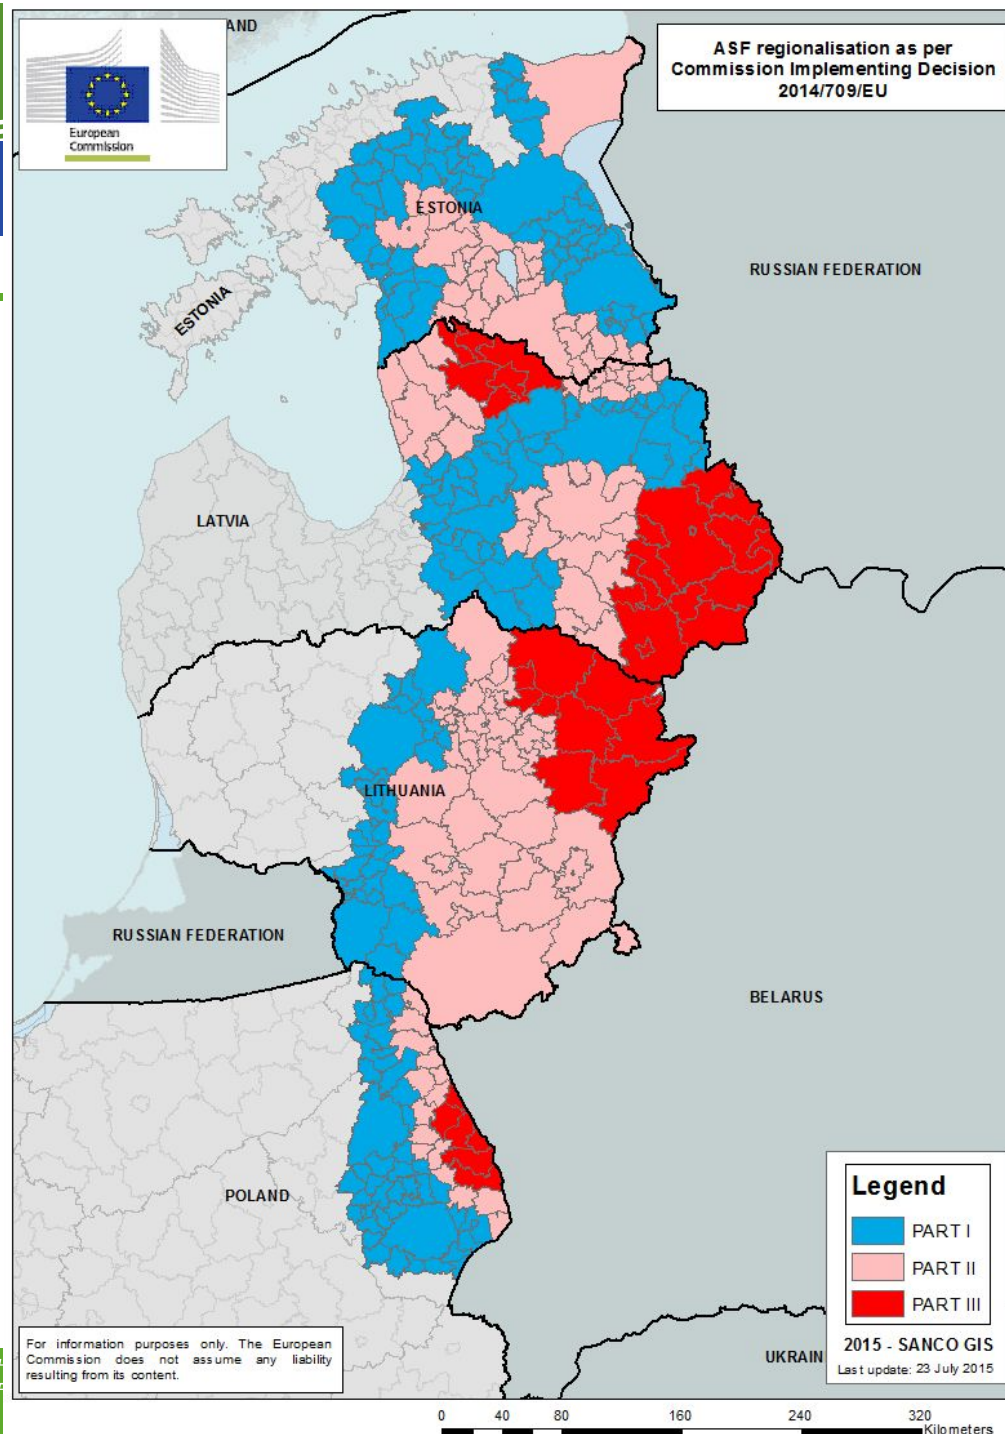 AND
European
Commission
ASF regionalisation as per
Commission Implementing Decision
2014/709/EU
ESTONIA
RUSSIAN FEDERATION
ESTONIA
LATVIA
LITHUANIA
RUSSIAN FEDERATION
BELARUS
POLAND
Legend
PART I
PART II
PART III
2015 - SANCO GIS
Last update: 23 July 2015
UKRAIN
For information purposes only. The European
Commission does not assume any liability
resulting from its content.
0 40 80 160 240 320
Kilometers